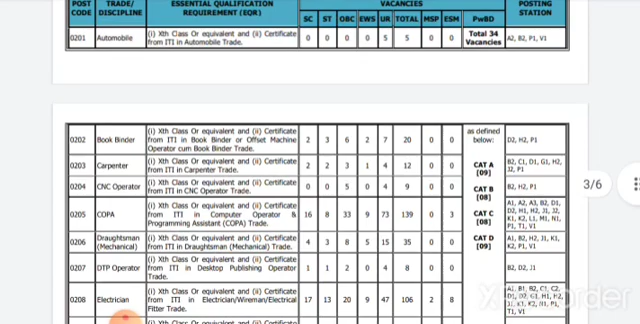 POST CODE TRADE/ DISCIPLINE ESSENTIAL QUALIFICATION REQUIREMENT (EQR) VACANCIES POSTING STATION
SC ST OBC EWS UR TOTAL MSP ESM PwBD
0201 Automobile (i) Xth Class Or equivalent and (ii) Certificate from ITI in Automobile Trade. 0 0 0 0 5 5 0 0 Total 34 Vacancies A2, B2, P1, V1
as defined below:
0202 Book Binder (i) Xth Class Or equivalent and (ii) Certificate from ITI in Book Binder or Offset Machine Operator cum Book Binder Trade. 2 3 6 2 7 20 0 0 D2, H2, P1
0203 Carpenter (i) Xth Class Or equivalent and (ii) Certificate from ITI in Carpenter Trade. 2 2 3 1 4 12 0 0 CAT A [09] B2, C1, D1, G1, H2, J2, P1
0204 CNC Operator (i) Xth Class Or equivalent and (ii) Certificate from ITI in CNC Operator Trade. 0 0 5 0 4 9 0 0 CAT B [08] B2, H2, P1
3/6
0205 COPA (i) Xth Class Or equivalent and (ii) Certificate from ITI in Computer Operator & Programming Assistant (COPA) Trade. 16 8 33 9 73 139 0 3 CAT C [08] A1, A2, A3, B2, D1, D2, H1, H2, J1, J2, K1, K2, L1, M1, N1, P1, T1, V1
0206 Draughtsman (Mechanical) (i) Xth Class Or equivalent and (ii) Certificate from ITI in Draughtsman (Mechanical) Trade. 4 3 8 5 15 35 0 0 CAT D [09] A1, B2, H2, J1, K1, K2, P1, V1
0207 DTP Operator (i) Xth Class Or equivalent and (ii) Certificate from ITI in Desktop Publishing Operator Trade. 1 1 2 0 4 8 0 0 B2, D2, J1
0208 Electrician (i) Xth Class Or equivalent and (ii) Certificate from ITI in Electrician/Wireman/Electrical Fitter Trade. 17 13 20 9 47 106 2 8 A1, B1, B2, C1, C2, D1, D2, G1, H1, H2, J1, K1, K2, N1, P1, T1, V1
(i) Xth Class Or equivalent and (ii) Certificate